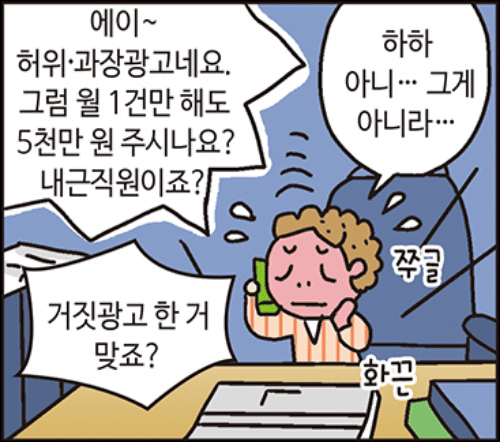 에이~
허위·과장광고네요.
그럼 월 1건만 해도
5천만 원 주시나요?
내근직원이죠?
하하
아니… 그게
아니라…
쭈글
거짓광고 한 거
맞죠?
화끈